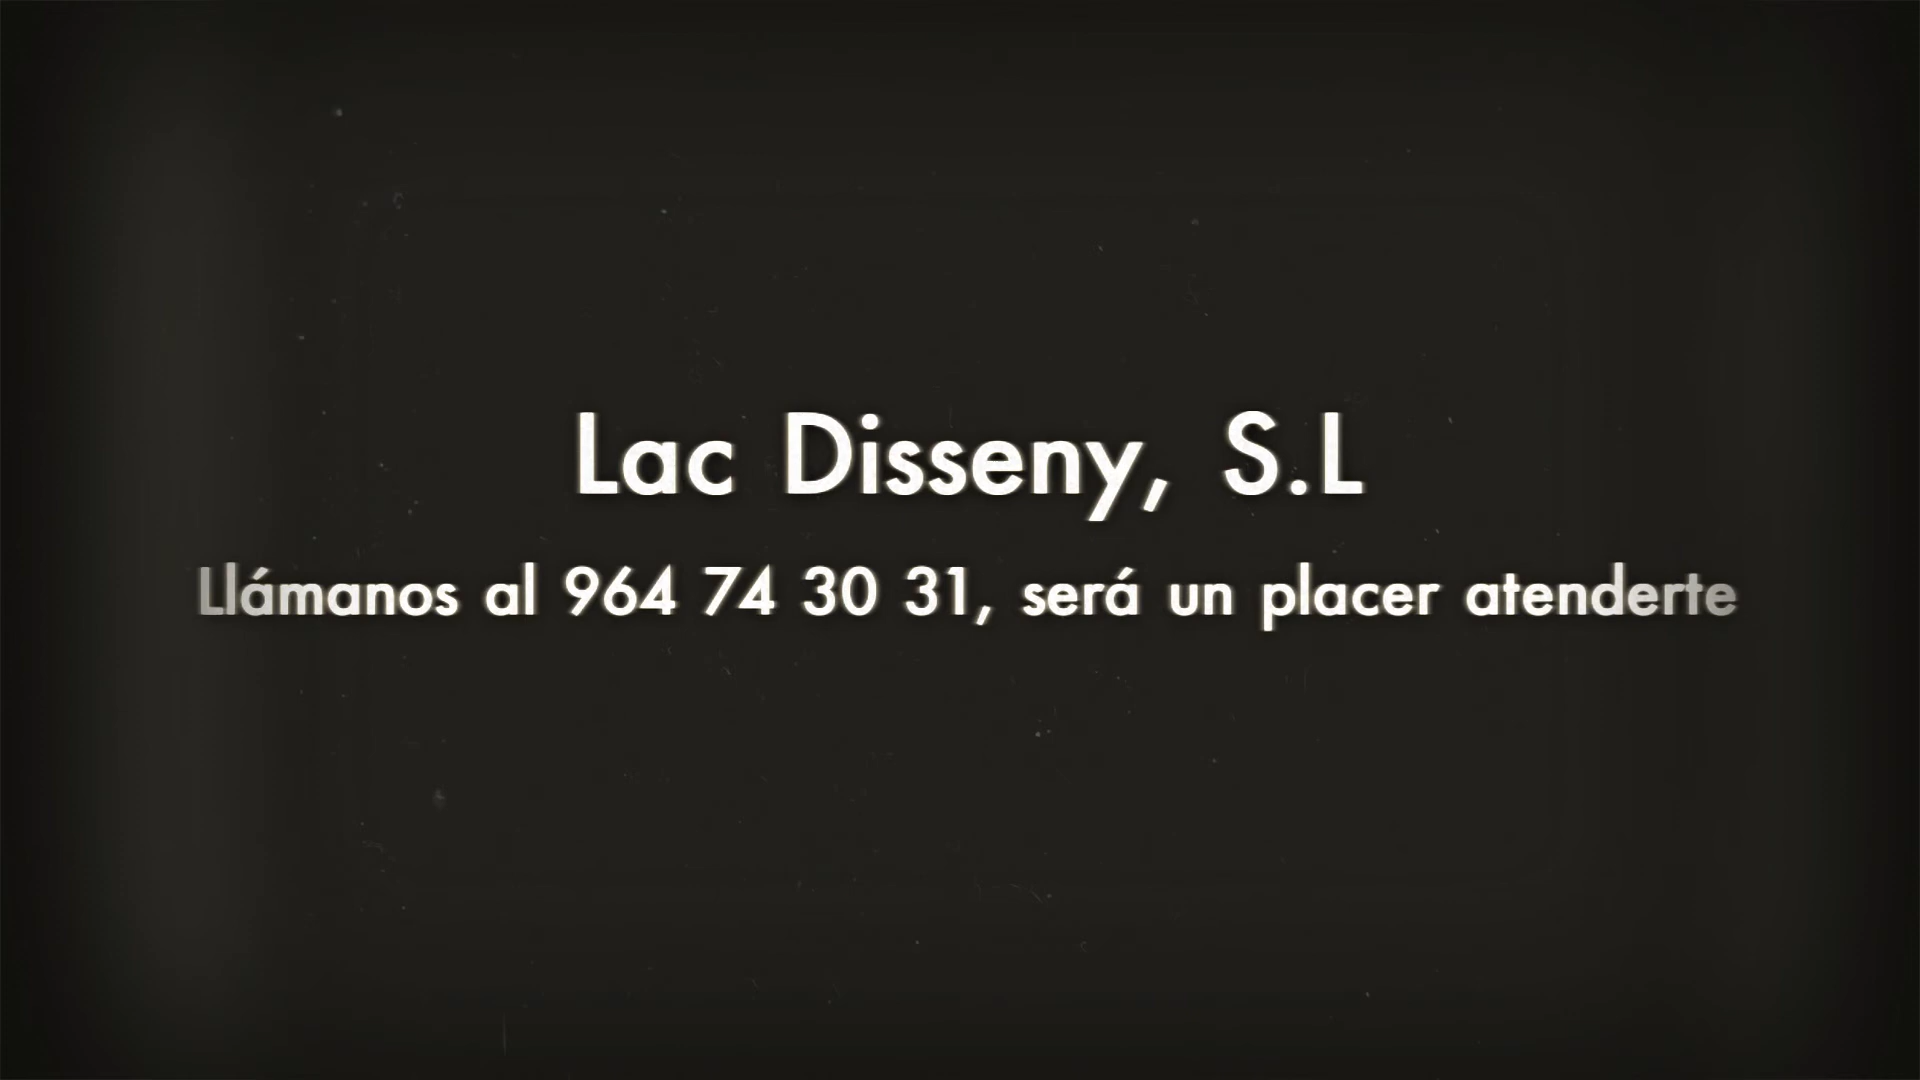 Lac Disseny, S.L
Llámanos al 964 74 30 31, será un placer atenderte